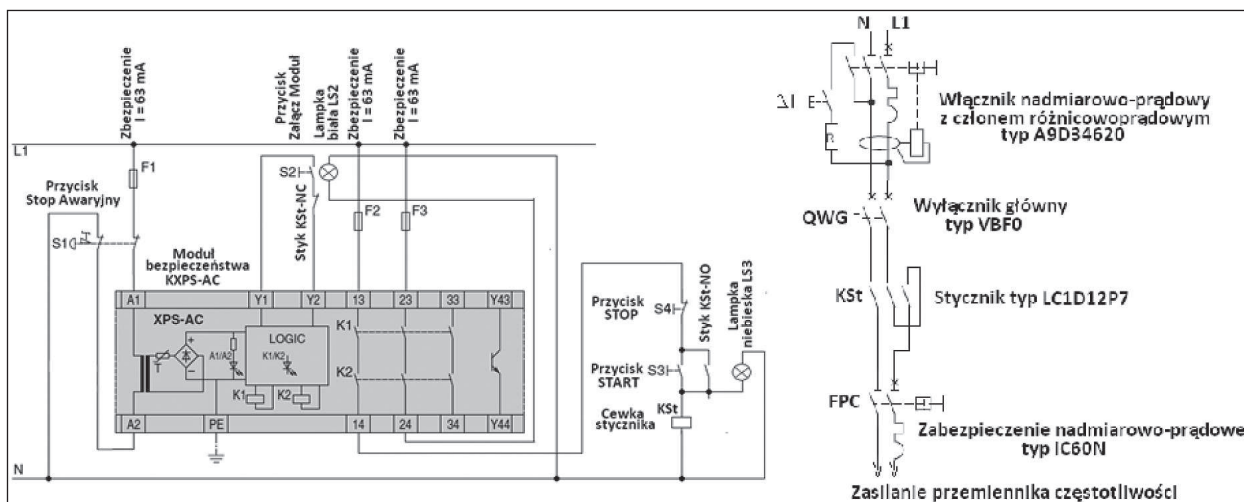 Zbezpieczenie
I = 63 mA
Przycisk
Załącz Moduł
Lampka
biała LS2
Zbezpieczenie
I = 63 mA
Zbezpieczenie
I = 63 mA
L1
F1
Przycisk
Stop Awaryjny
S1
S2
Styk KSt-NC
F2
F3
Moduł
bezpieczeństwa
KXPS-AC
A1
Y1
Y2
13
23
33
Y43
XPS-AC
LOGIC
K1
T
+
−
A1/A2
K1/K2
K2
K1
K2
A2
PE
14
24
34
Y44
N
Przycisk
STOP
S4
Styk KSt-NO
Lampka
niebieska LS3
Przycisk
START
S3
Cewka
stycznika
KSt
N
L1
E
R
Włącznik nadmiarowo-prądowy
z członem różnicowoprądowym
typ A9D34620
QWG
Wyłącznik główny
typ VBF0
KSt
Stycznik typ LC1D12P7
FPC
Zabezpieczenie nadmiarowo-prądowe
typ IC60N
Zasilanie przemiennika częstotliwości